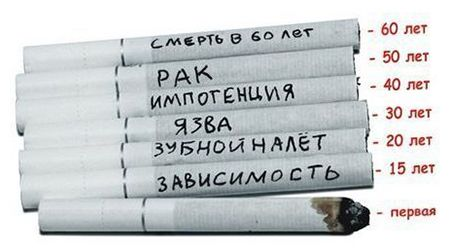 СМЕРТЬ В 60 ЛЕТ - 60 лет
РАК - 50 лет
ИМПОТЕНЦИЯ - 40 лет
ЯЗВА - 30 лет
ЗУБНОЙ НАЛЁТ - 20 лет
ЗАВИСИМОСТЬ - 15 лет
- первая